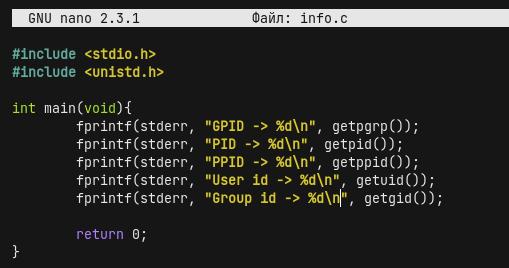 GNU nano 2.3.1 Файл: info.c
#include <stdio.h>
#include <unistd.h>
int main(void){
fprintf(stderr, "GPID -> %d\n", getpgrp());
fprintf(stderr, "PID -> %d\n", getpid());
fprintf(stderr, "PPID -> %d\n", getppid());
fprintf(stderr, "User id -> %d\n", getuid());
fprintf(stderr, "Group id -> %d\n", getgid());
return 0;
}